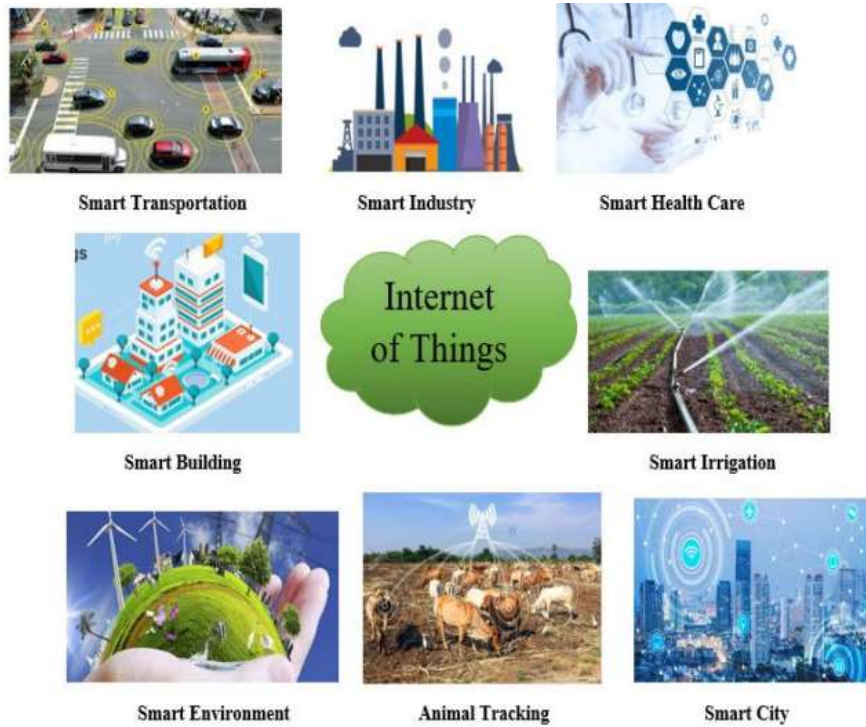 Smart Transportation
Smart Industry
Smart Health Care
Internet
of Things
Smart Building
Smart Irrigation
Smart Environment
Animal Tracking
Smart City